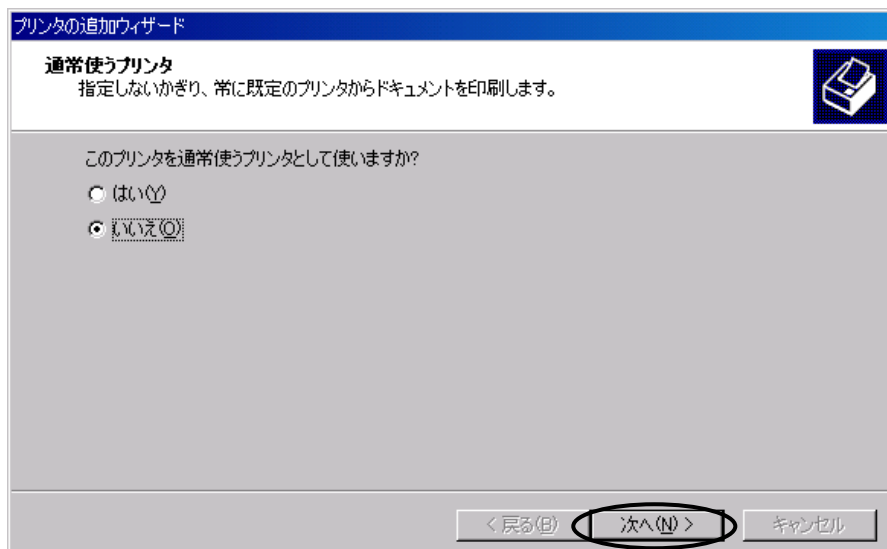 プリンタの追加ウィザード
通常使うプリンタ
指定しないかぎり、常に既定のプリンタからドキュメントを印刷します。
このプリンタを通常使うプリンタとして使いますか?
はい(Y)
いいえ(O)
< 戻る(B) 次へ(N) > キャンセル